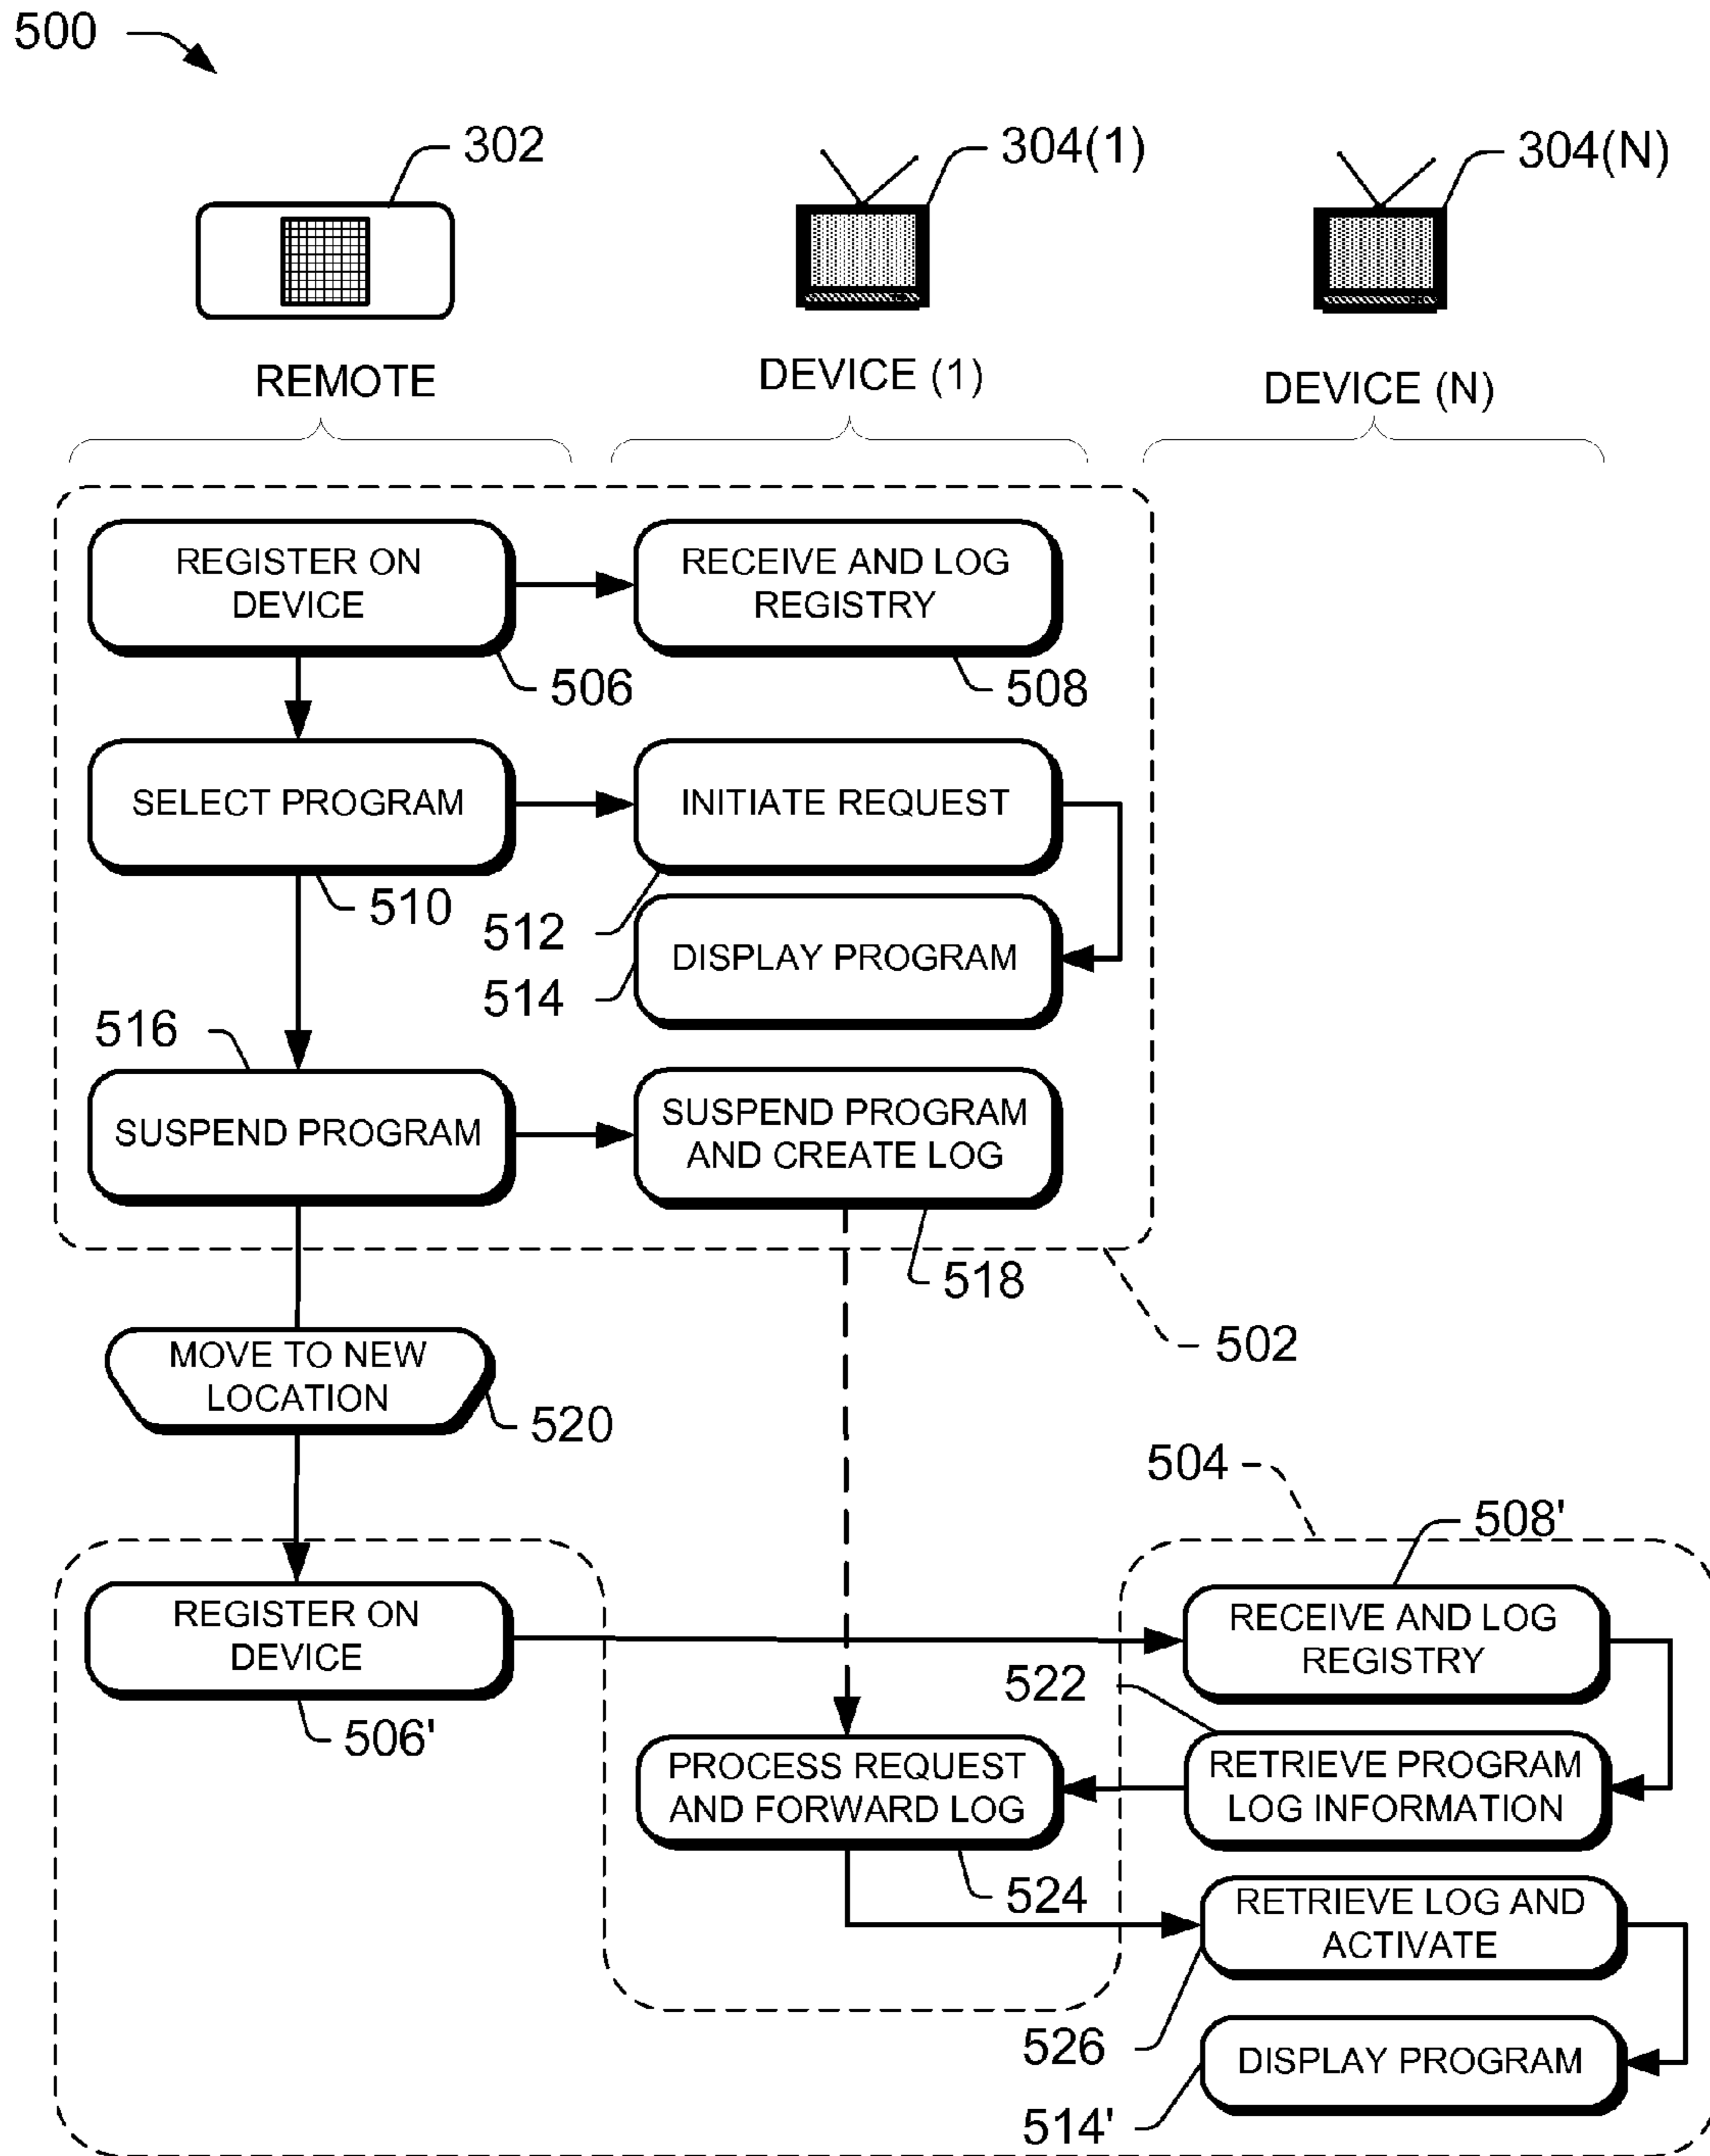 500
302
304(1)
304(N)
REMOTE
DEVICE (1)
DEVICE (N)
REGISTER ON
DEVICE
506
RECEIVE AND LOG
REGISTRY
508
SELECT PROGRAM
510
INITIATE REQUEST
512
DISPLAY PROGRAM
514
516
SUSPEND PROGRAM
SUSPEND PROGRAM
AND CREATE LOG
518
502
MOVE TO NEW
LOCATION
520
504
508'
REGISTER ON
DEVICE
506'
RECEIVE AND LOG
REGISTRY
522
RETRIEVE PROGRAM
LOG INFORMATION
PROCESS REQUEST
AND FORWARD LOG
524
RETRIEVE LOG AND
ACTIVATE
526
DISPLAY PROGRAM
514'